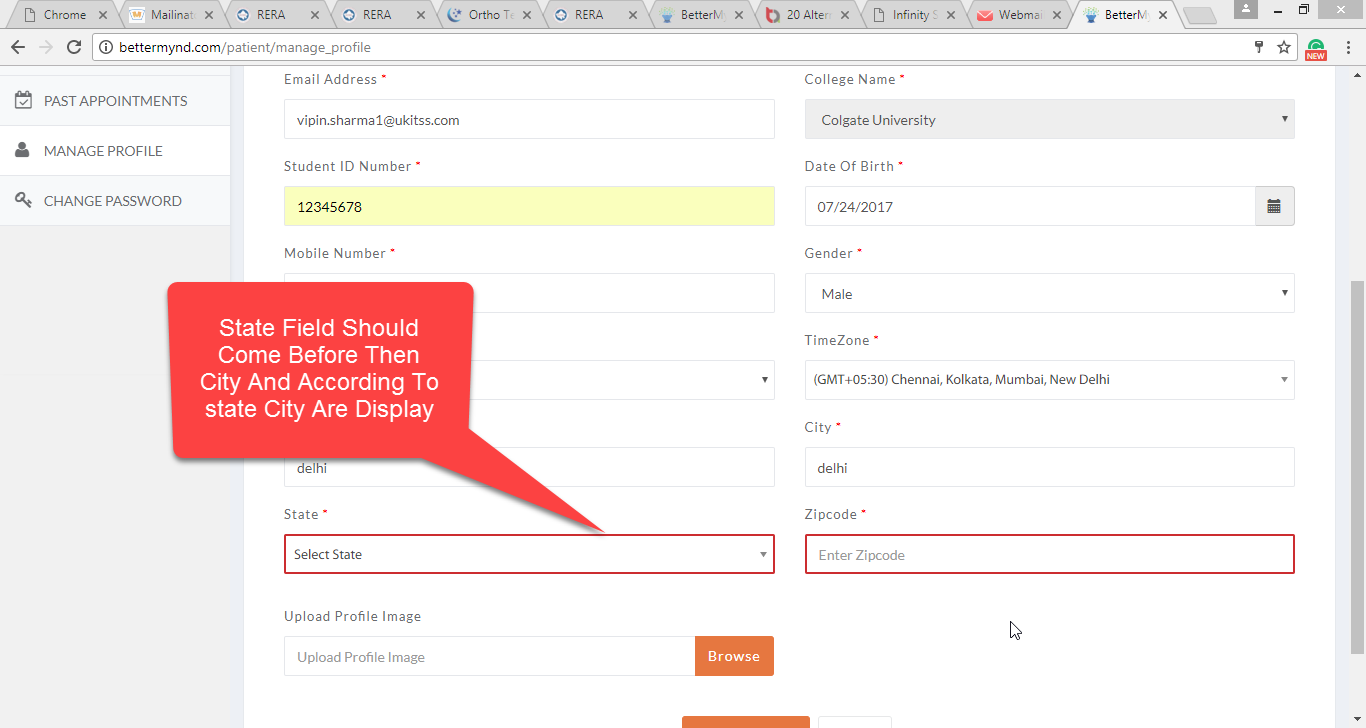 Chrome
Mailinat
RERA
RERA
Ortho Te
RERA
BetterMy
20 Altern
Infinity S
Webmai
BetterMy
bettermynd.com/patient/manage_profile
NEW
PAST APPOINTMENTS
MANAGE PROFILE
CHANGE PASSWORD
Email Address *
College Name *
vipin.sharma1@ukitss.com
Colgate University
Student ID Number *
Date Of Birth *
12345678
07/24/2017
Mobile Number *
Gender *
Male
State Field Should
Come Before Then
City And According To
state City Are Display
TimeZone *
(GMT+05:30) Chennai, Kolkata, Mumbai, New Delhi
City *
delhi
delhi
State *
Zipcode *
Select State
Enter Zipcode
Upload Profile Image
Upload Profile Image
Browse